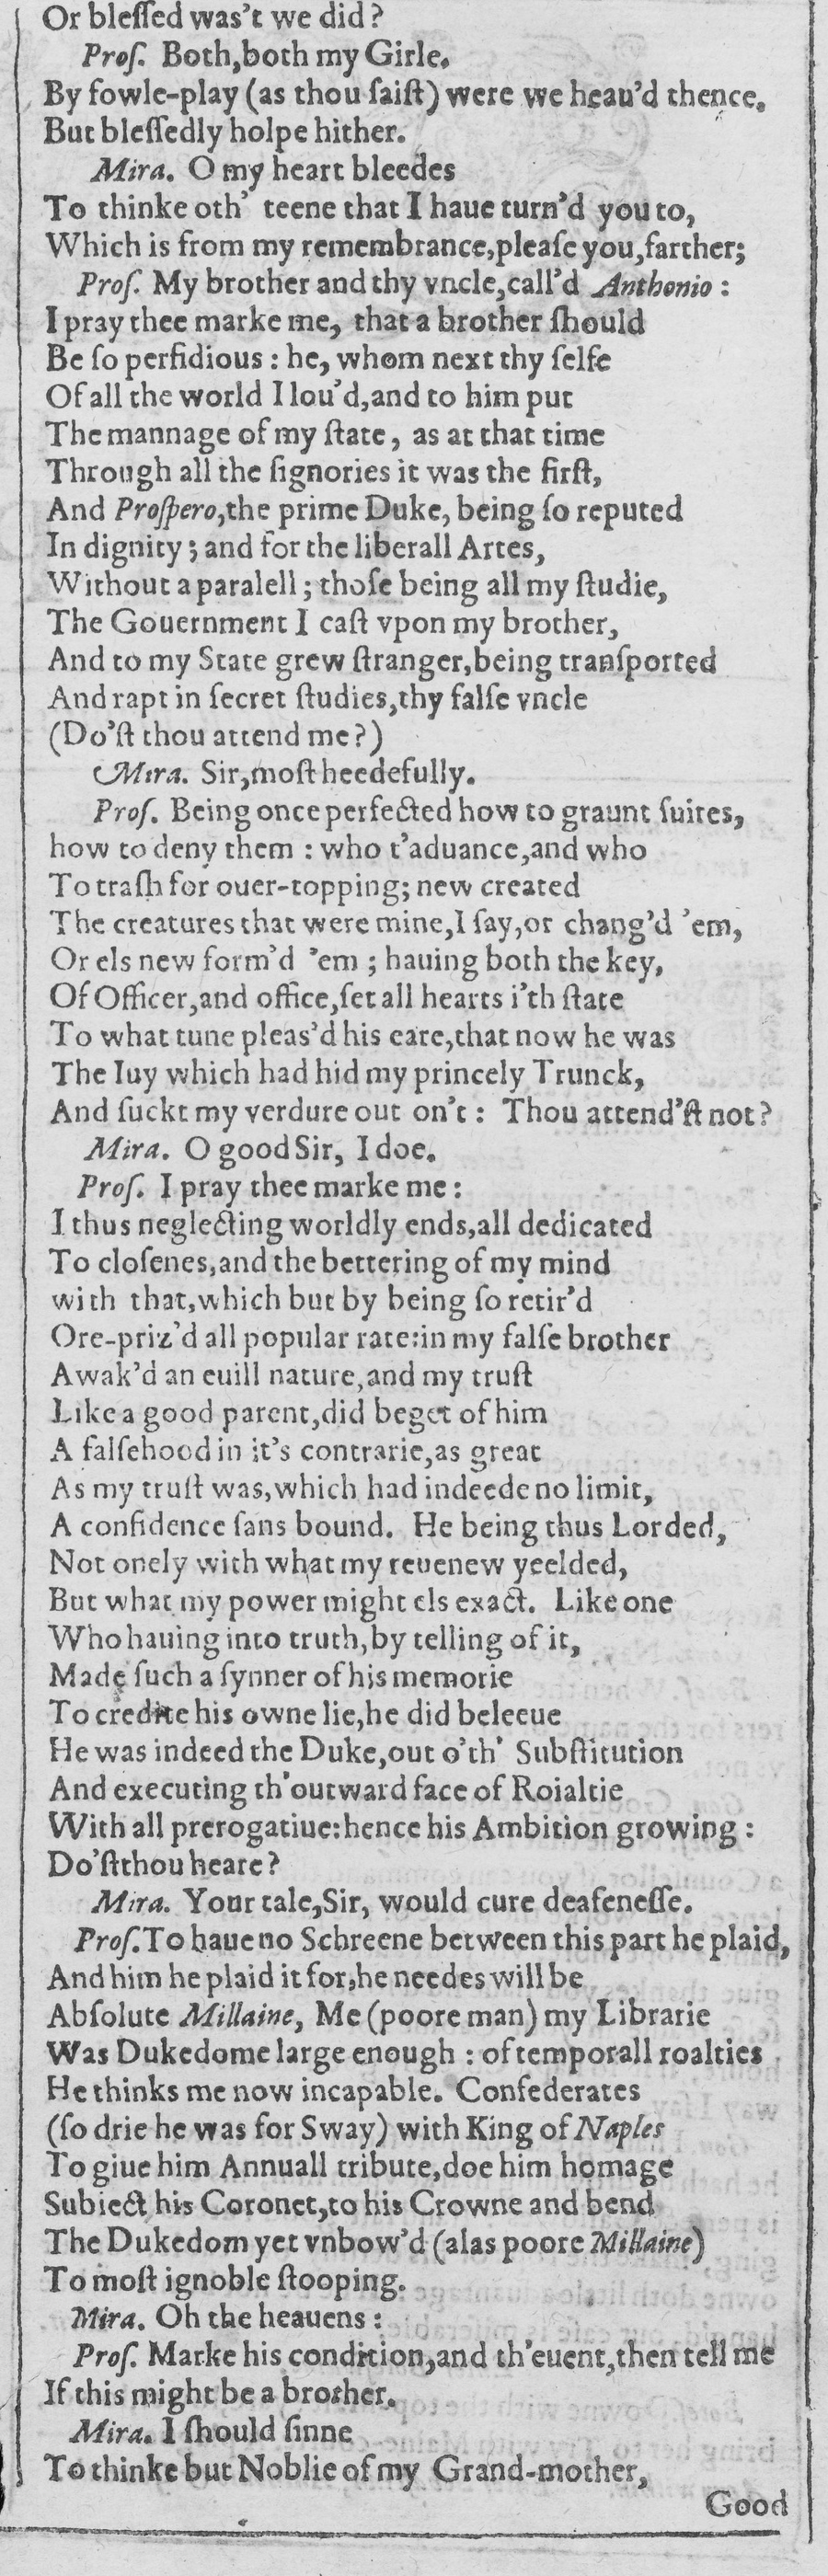 Or bleſſed was't we did?
Proſ. Both, both my Girle.
By fowle-play (as thou ſaiſt) were we heau'd thence,
But bleſſedly holpe hither.
Mira. O my heart bleedes
To thinke oth' teene that I haue turn'd you to,
Which is from my remembrance, pleaſe you, farther;
Proſ. My brother and thy vncle, call'd Anthonio:
I pray thee marke me, that a brother ſhould
Be ſo perfidious: he, whom next thy ſelfe
Of all the world I lou'd, and to him put
The mannage of my ſtate, as at that time
Through all the ſignories it was the firſt,
And Proſpero, the prime Duke, being ſo reputed
In dignity; and for the liberall Artes,
Without a paralell; thoſe being all my ſtudie,
The Gouernment I caſt vpon my brother,
And to my State grew ſtranger, being tranſported
And rapt in ſecret ſtudies, thy falſe vncle
(Do'ſt thou attend me?)
Mira. Sir, moſt heedefully.
Proſ. Being once perfected how to graunt ſuites,
how to deny them: who t'aduance, and who
To traſh for ouer-topping; new created
The creatures that were mine, I ſay, or chang'd 'em,
Or els new form'd 'em; hauing both the key,
Of Officer, and office, ſet all hearts i'th ſtate
To what tune pleas'd his eare, that now he was
The Iuy which had hid my princely Trunck,
And ſuckt my verdure out on't: Thou attend'ſt not?
Mira. O good Sir, I doe.
Proſ. I pray thee marke me:
I thus neglecting worldly ends, all dedicated
To cloſenes, and the bettering of my mind
with that, which but by being ſo retir'd
Ore-priz'd all popular rate: in my falſe brother
Awak'd an euill nature, and my truſt
Like a good parent, did beget of him
A falſehood in it's contrarie, as great
As my truſt was, which had indeede no limit,
A confidence ſans bound. He being thus Lorded,
Not onely with what my reuenew yeelded,
But what my power might els exact. Like one
Who hauing into truth, by telling of it,
Made ſuch a ſynner of his memorie
To credite his owne lie, he did beleeue
He was indeed the Duke, out o'th' Subſtitution
And executing th'outward face of Roialtie
With all prerogatiue: hence his Ambition growing:
Do'ſt thou heare?
Mira. Your tale, Sir, would cure deafeneſſe.
Proſ. To haue no Schreene between this part he plaid,
And him he plaid it for, he needes will be
Abſolute Millaine, Me (poore man) my Librarie
Was Dukedome large enough: of temporall roalties
He thinks me now incapable. Confederates
(ſo drie he was for Sway) with King of Naples
To giue him Annuall tribute, doe him homage
Subiect his Coronet, to his Crowne and bend
The Dukedom yet vnbow'd (alas poore Millaine)
To moſt ignoble ſtooping.
Mira. Oh the heauens:
Proſ. Marke his condition, and th'euent, then tell me
If this might be a brother.
Mira. I ſhould ſinne
To thinke but Noblie of my Grand-mother,
Good